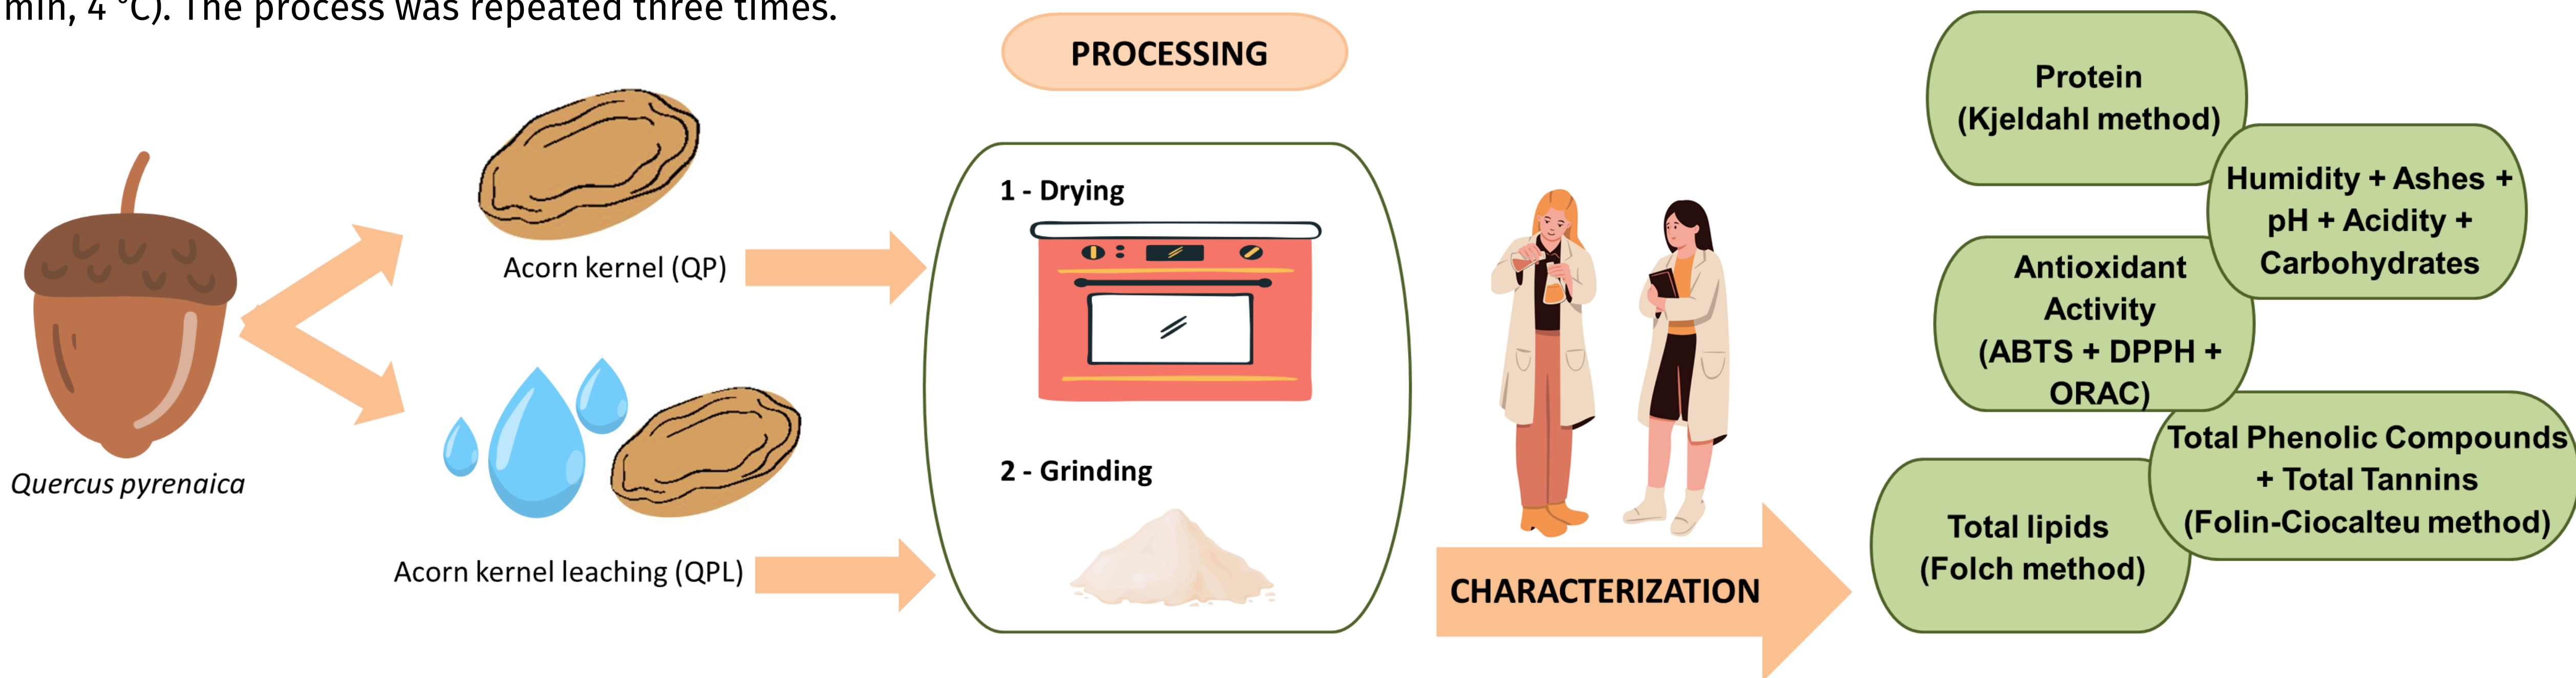 min, 4 °C). The process was repeated three times.
PROCESSING
Quercus pyrenaica
Acorn kernel (QP)
Acorn kernel leaching (QPL)
1 - Drying
2 - Grinding
CHARACTERIZATION
Protein
(Kjeldahl method)
Humidity + Ashes +
pH + Acidity +
Carbohydrates
Antioxidant
Activity
(ABTS + DPPH +
ORAC)
Total Phenolic Compounds
+ Total Tannins
(Folin-Ciocalteu method)
Total lipids
(Folch method)